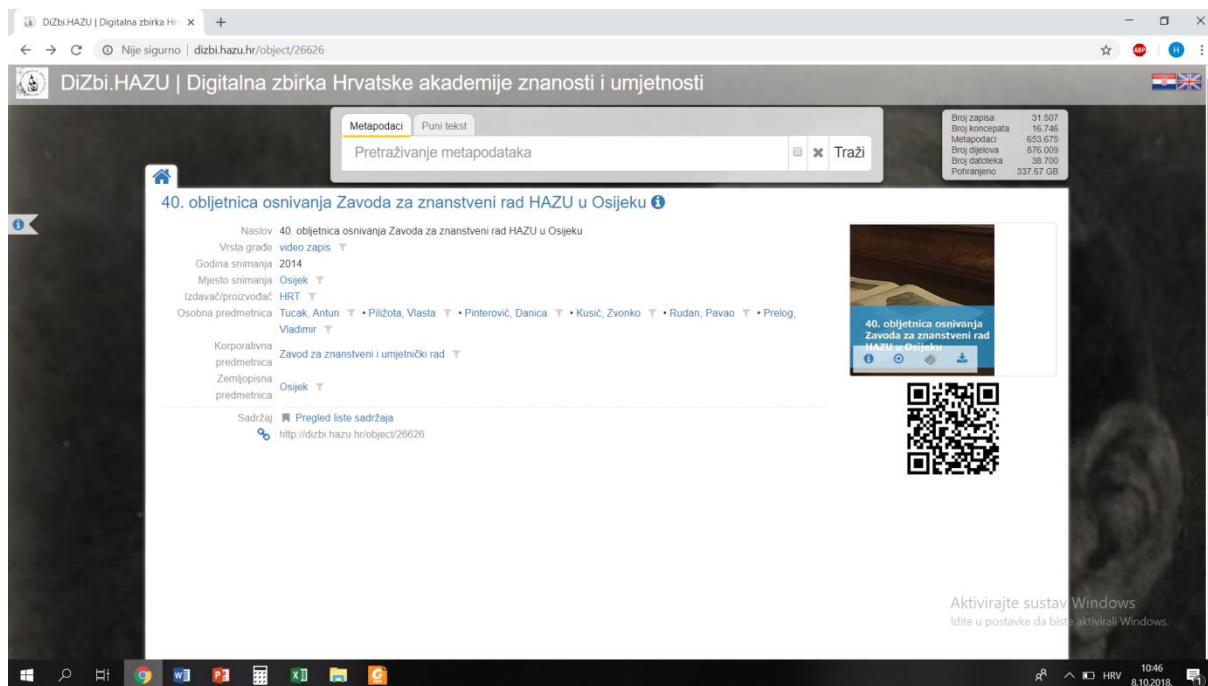 DiZbi.HAZU | Digitalna zbirka Hrv
Nije sigurno | dizbi.hazu.hr/object/26626
ABP
H
DiZbi.HAZU | Digitalna zbirka Hrvatske akademije znanosti i umjetnosti
Metapodaci Puni tekst
Pretraživanje metapodataka Traži
Broj zapisa 31.507
Broj koncepata 16.746
Metapodaci 653.675
Broj dijelova 876.009
Broj datoteka 38.700
Pohranjeno 337.67 GB
40. obljetnica osnivanja Zavoda za znanstveni rad HAZU u Osijeku
Naslov 40. obljetnica osnivanja Zavoda za znanstveni rad HAZU u Osijeku
Vrsta građe video zapis
Godina snimanja 2014
Mjesto snimanja Osijek
Izdavač/proizvođač HRT
Osobna predmetnica Tucak, Antun • Piližota, Vlasta • Pinterović, Danica • Kusić, Zvonko • Rudan, Pavao • Prelog,
Vladimir
Korporativna
predmetnica
Zavod za znanstveni i umjetnički rad
Zemljopisna
predmetnica
Osijek
Sadržaj Pregled liste sadržaja
http://dizbi.hazu.hr/object/26626
40. obljetnica osnivanja
Zavoda za znanstveni rad
HAZU u Osijeku
Aktivirajte sustav Windows
Idite u postavke da biste aktivirali Windows.
HRV
10:46
8.10.2018.